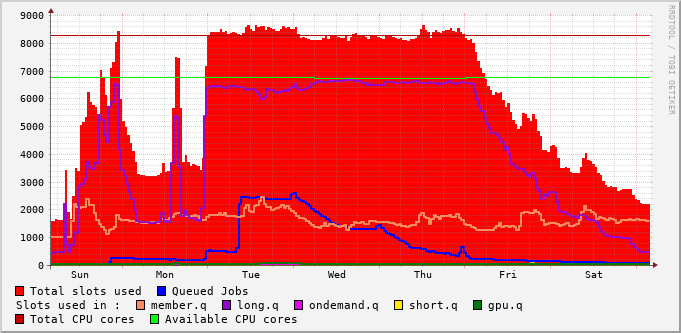 9000
8000
7000
6000
5000
4000
3000
2000
1000
0
Sun Mon Tue Wed Thu Fri Sat
RRDTOOL / TOBI OETIKER
Total slots used Queued Jobs
Slots used in : member.q long.q ondemand.q short.q gpu.q
Total CPU cores Available CPU cores